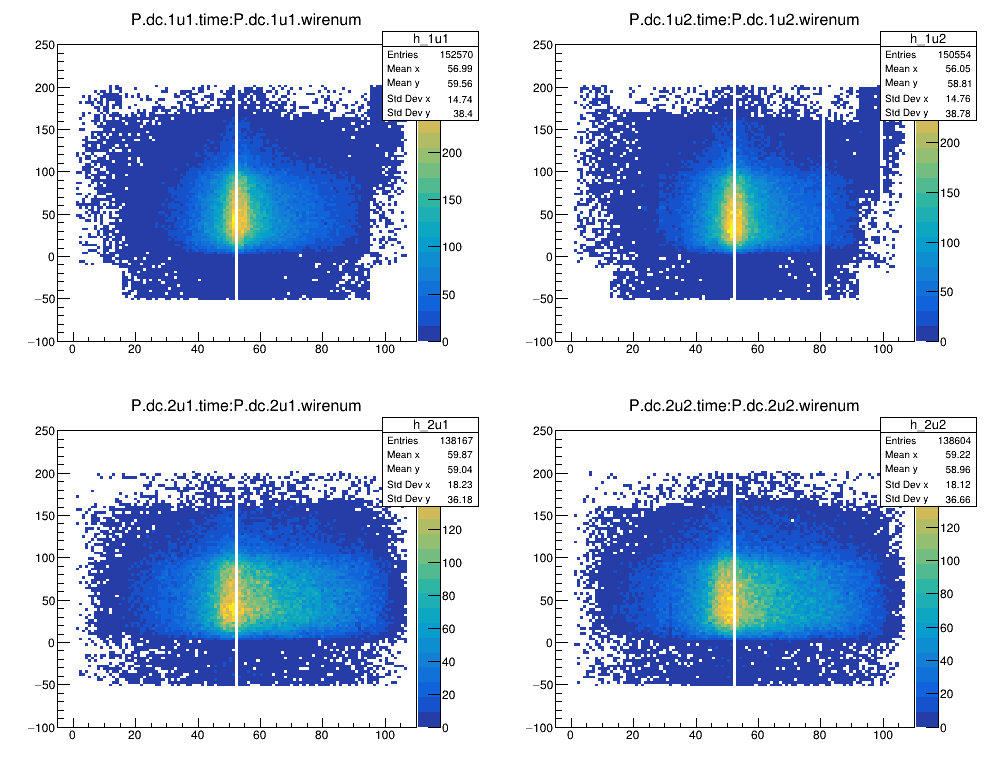 P.dc.1u1.time:P.dc.1u1.wirenum
h_1u1
Entries 152570
Mean x 56.99
Mean y 59.56
Std Dev x 14.74
Std Dev y 38.4
250
200
150
100
50
0
−50
−100
0 20 40 60 80 100
200
150
100
50
0
P.dc.1u2.time:P.dc.1u2.wirenum
h_1u2
Entries 150554
Mean x 56.05
Mean y 58.81
Std Dev x 14.76
Std Dev y 38.78
250
200
150
100
50
0
−50
−100
0 20 40 60 80 100
200
150
100
50
0
P.dc.2u1.time:P.dc.2u1.wirenum
h_2u1
Entries 138167
Mean x 59.87
Mean y 59.04
Std Dev x 18.23
Std Dev y 36.18
250
200
150
100
50
0
−50
−100
0 20 40 60 80 100
120
100
80
60
40
20
0
P.dc.2u2.time:P.dc.2u2.wirenum
h_2u2
Entries 138604
Mean x 59.22
Mean y 58.96
Std Dev x 18.12
Std Dev y 36.66
250
200
150
100
50
0
−50
−100
0 20 40 60 80 100
120
100
80
60
40
20
0